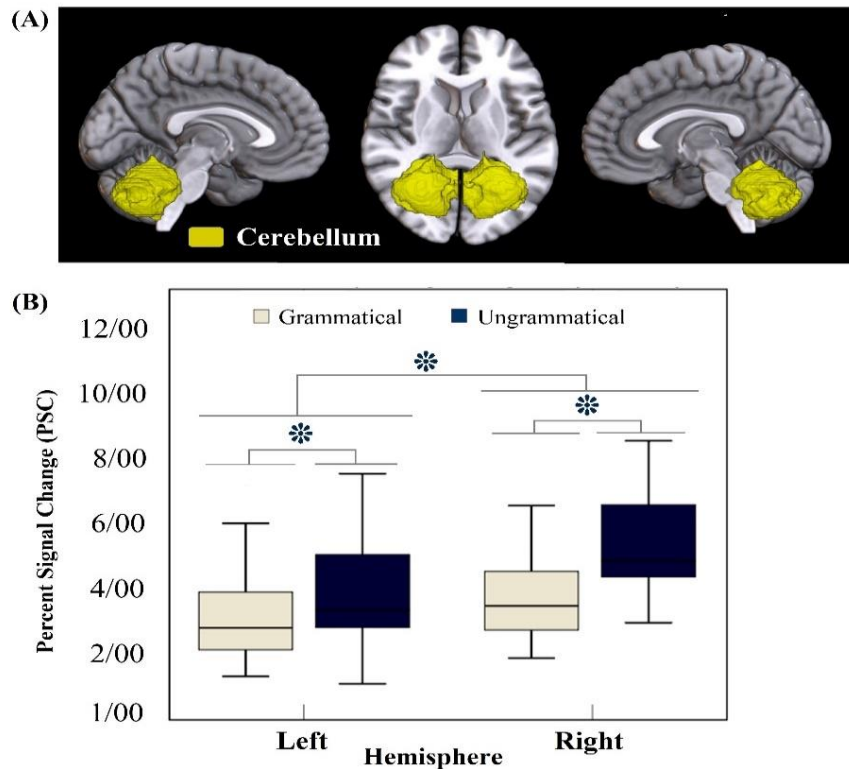 (A)
Cerebellum
(B)
Grammatical Ungrammatical
Percent Signal Change (PSC)
12/00
10/00
8/00
6/00
4/00
2/00
1/00
Left Right
Hemisphere